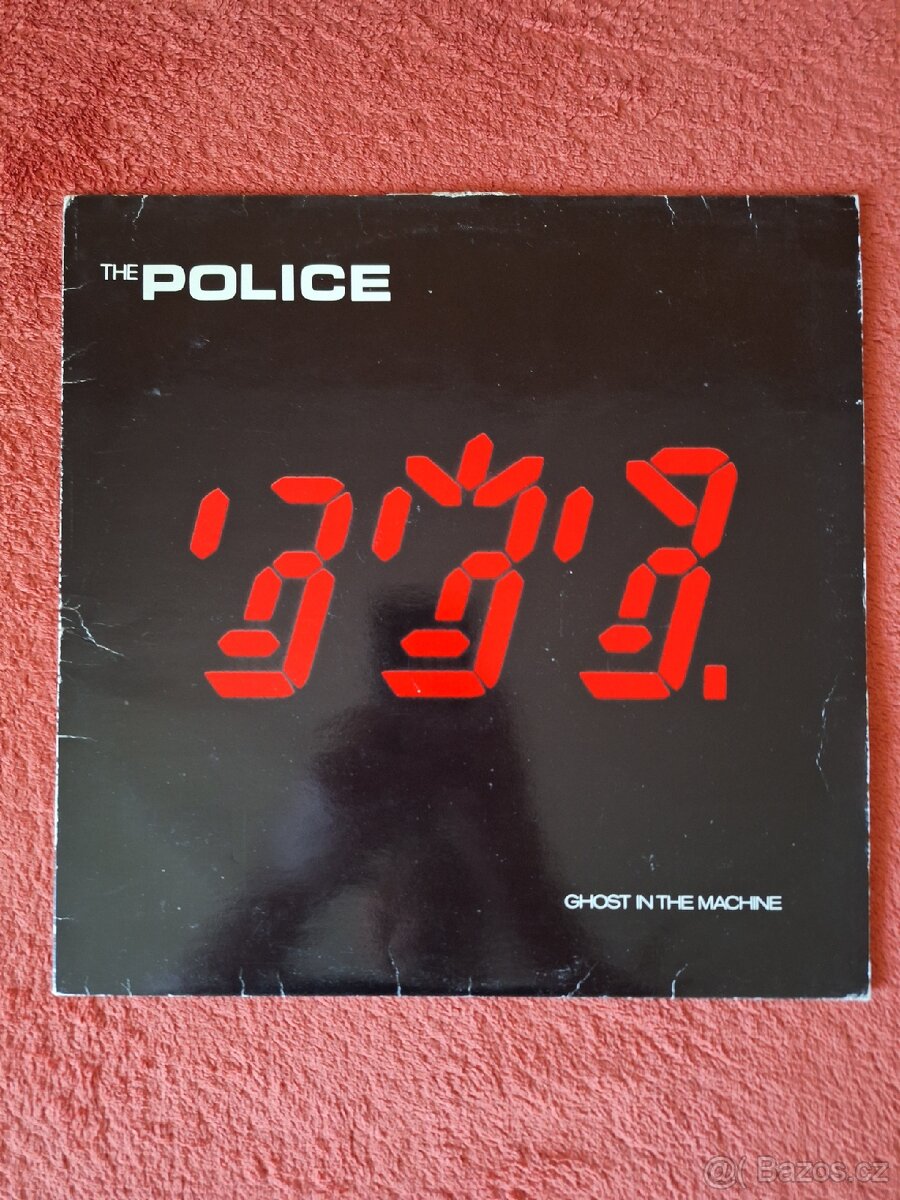 THE POLICE
GHOST IN THE MACHINE
@( Bazos.cz